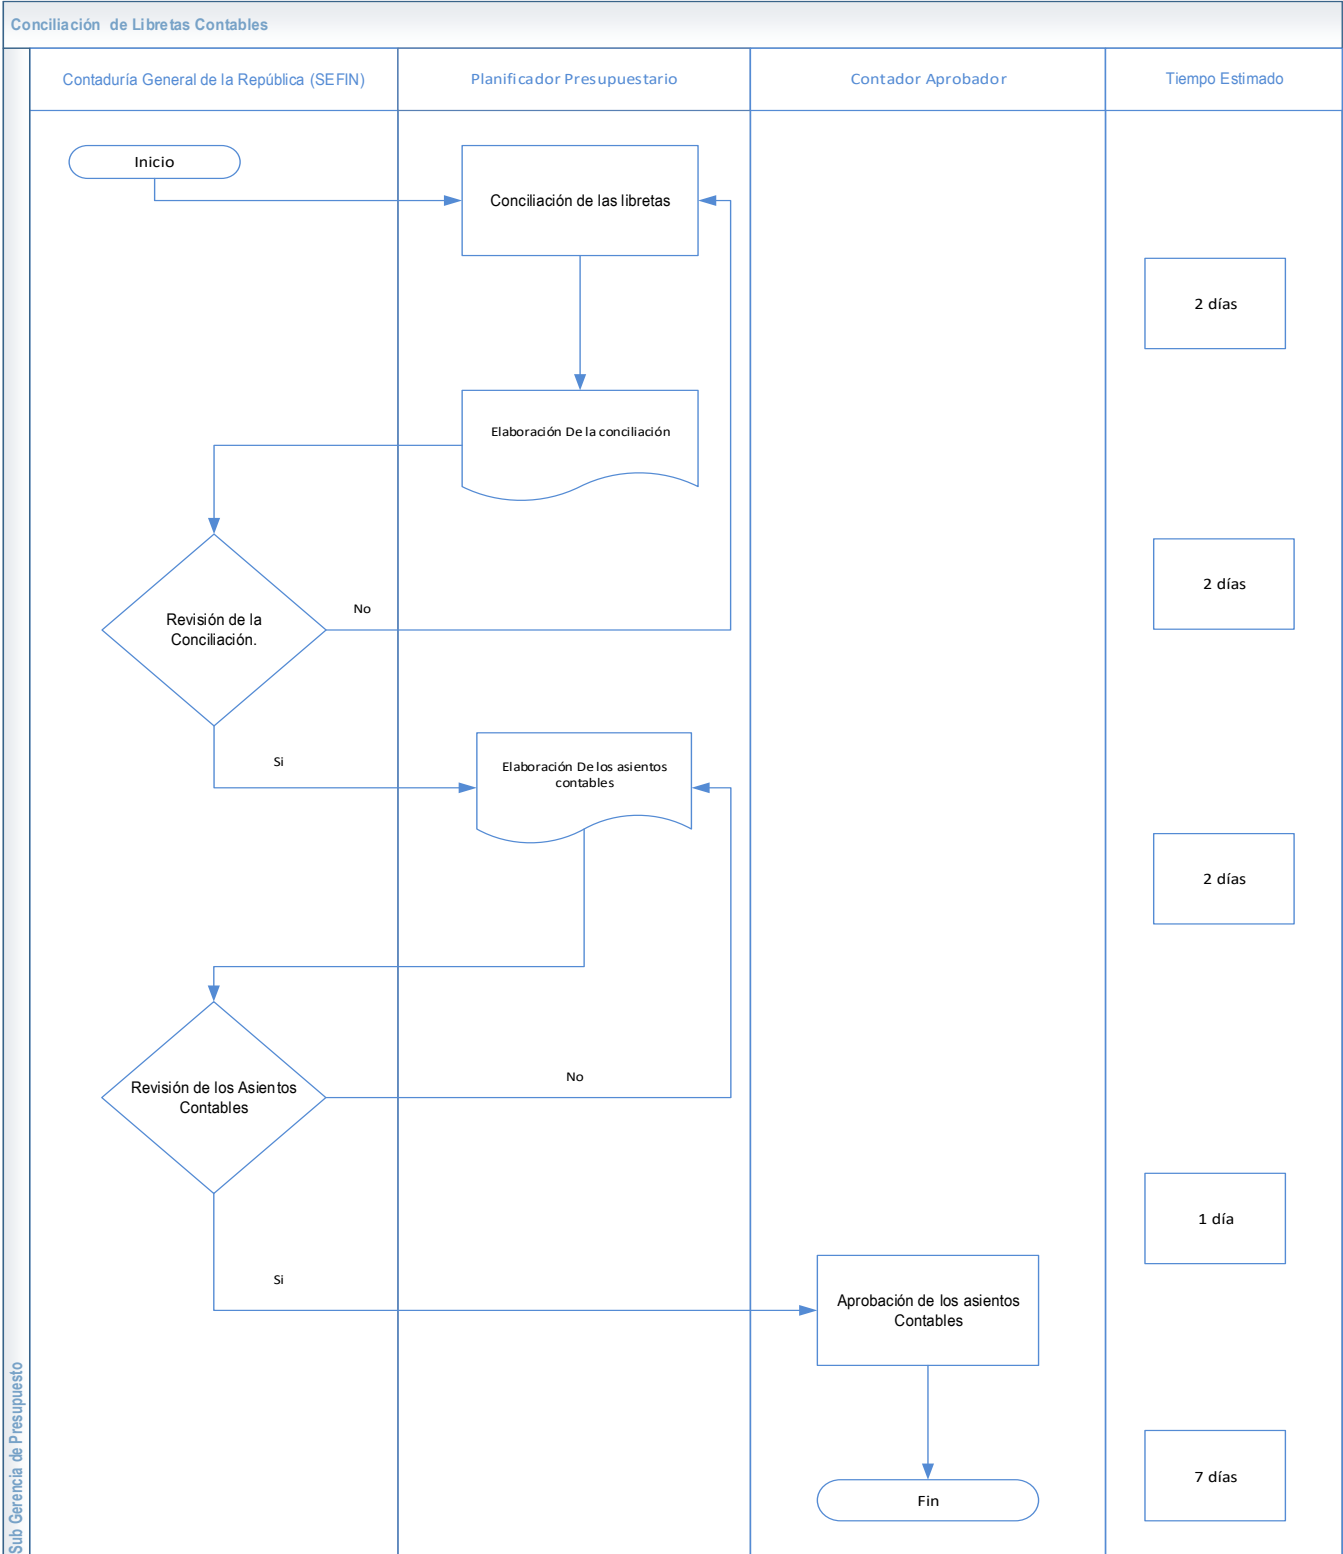 Conciliación de Libretas Contables
Contaduría General de la República (SEFIN)
Planificador Presupuestario
Contador Aprobador
Tiempo Estimado
Inicio
Conciliación de las libretas
2 días
Elaboración De la conciliación
Revisión de la
Conciliación.
No
2 días
Si
Elaboración De los asientos
contables
2 días
Revisión de los Asientos
Contables
No
1 día
Si
Aprobación de los asientos
Contables
7 días
Fin
Sub Gerencia de Presupuesto